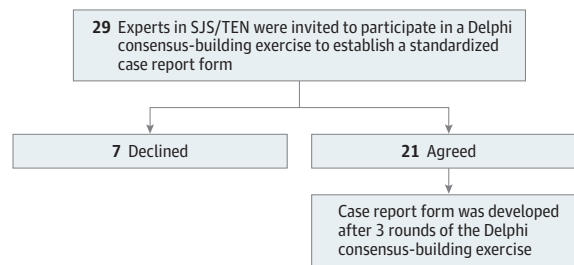 29 Experts in SJS/TEN were invited to participate in a Delphi
consensus-building exercise to establish a standardized
case report form
7 Declined
21 Agreed
Case report form was developed
after 3 rounds of the Delphi
consensus-building exercise